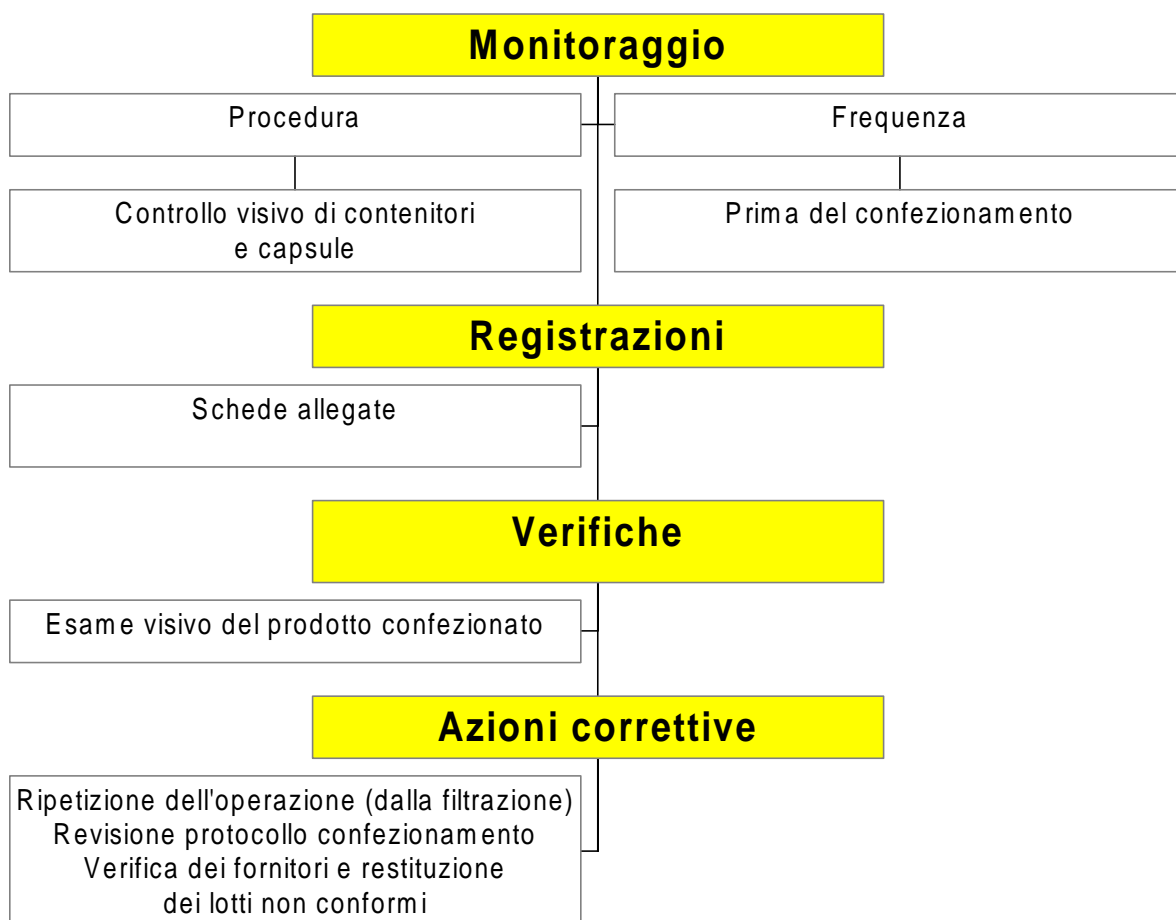 Monitoraggio
Procedura
Frequenza
Controllo visivo di contenitori
e capsule
Prima del confezionamento
Registrazioni
Schede allegate
Verifiche
Esame visivo del prodotto confezionato
Azioni correttive
Ripetizione dell'operazione (dalla filtrazione)
Revisione protocollo confezionamento
Verifica dei fornitori e restituzione
dei lotti non conformi